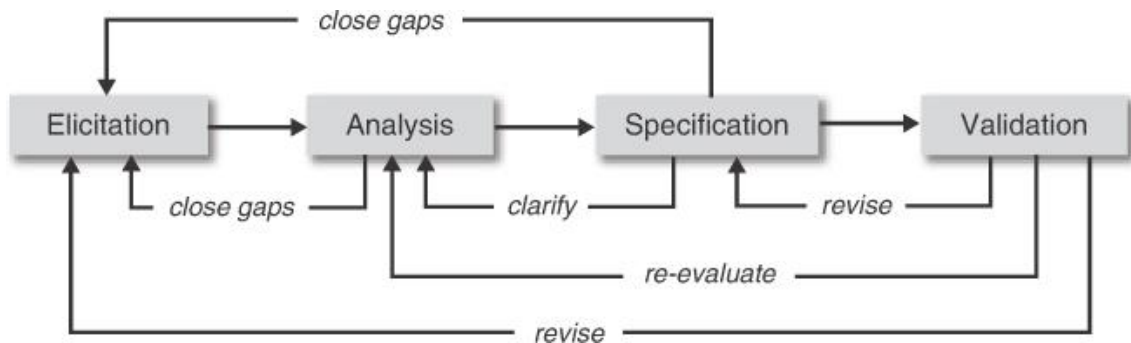 close gaps
Elicitation
Analysis
Specification
Validation
close gaps
clarify
revise
re-evaluate
revise